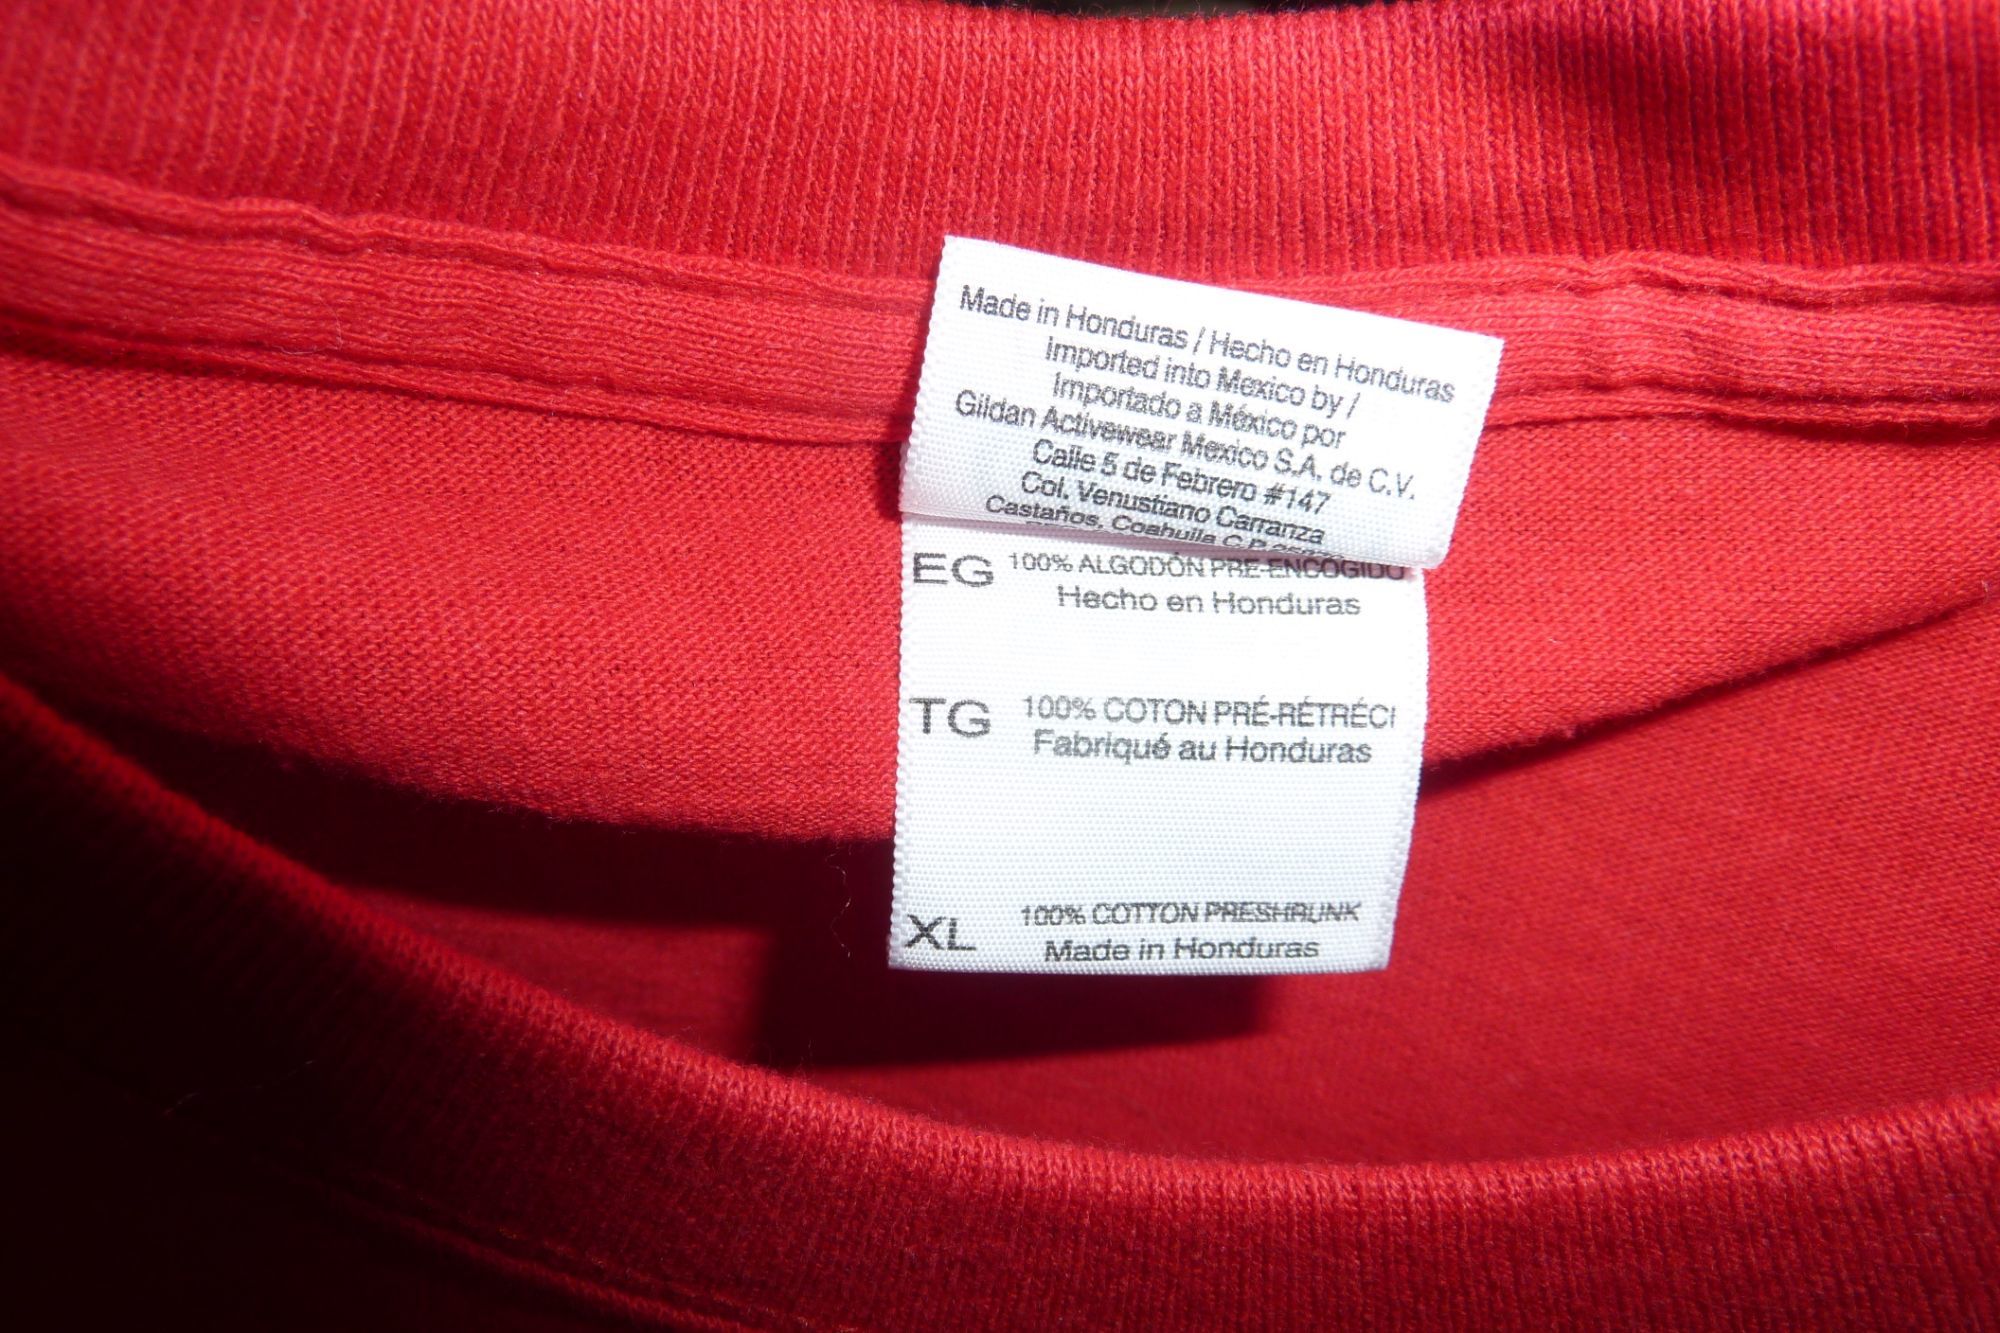 Made in Honduras / Hecho en Honduras
Imported into Mexico by /
Importado a México por
Gildan Activewear Mexico S.A. de C.V.
Calle 5 de Febrero #147
Col. Venustiano Carranza
Castaños, Coahuila C.P.
EG 100% ALGODÓN PRE-ENCOGIDO
Hecho en Honduras
TG 100% COTON PRÉ-RÉTRÉCI
Fabriqué au Honduras
XL 100% COTTON PRESHRUNK
Made in Honduras